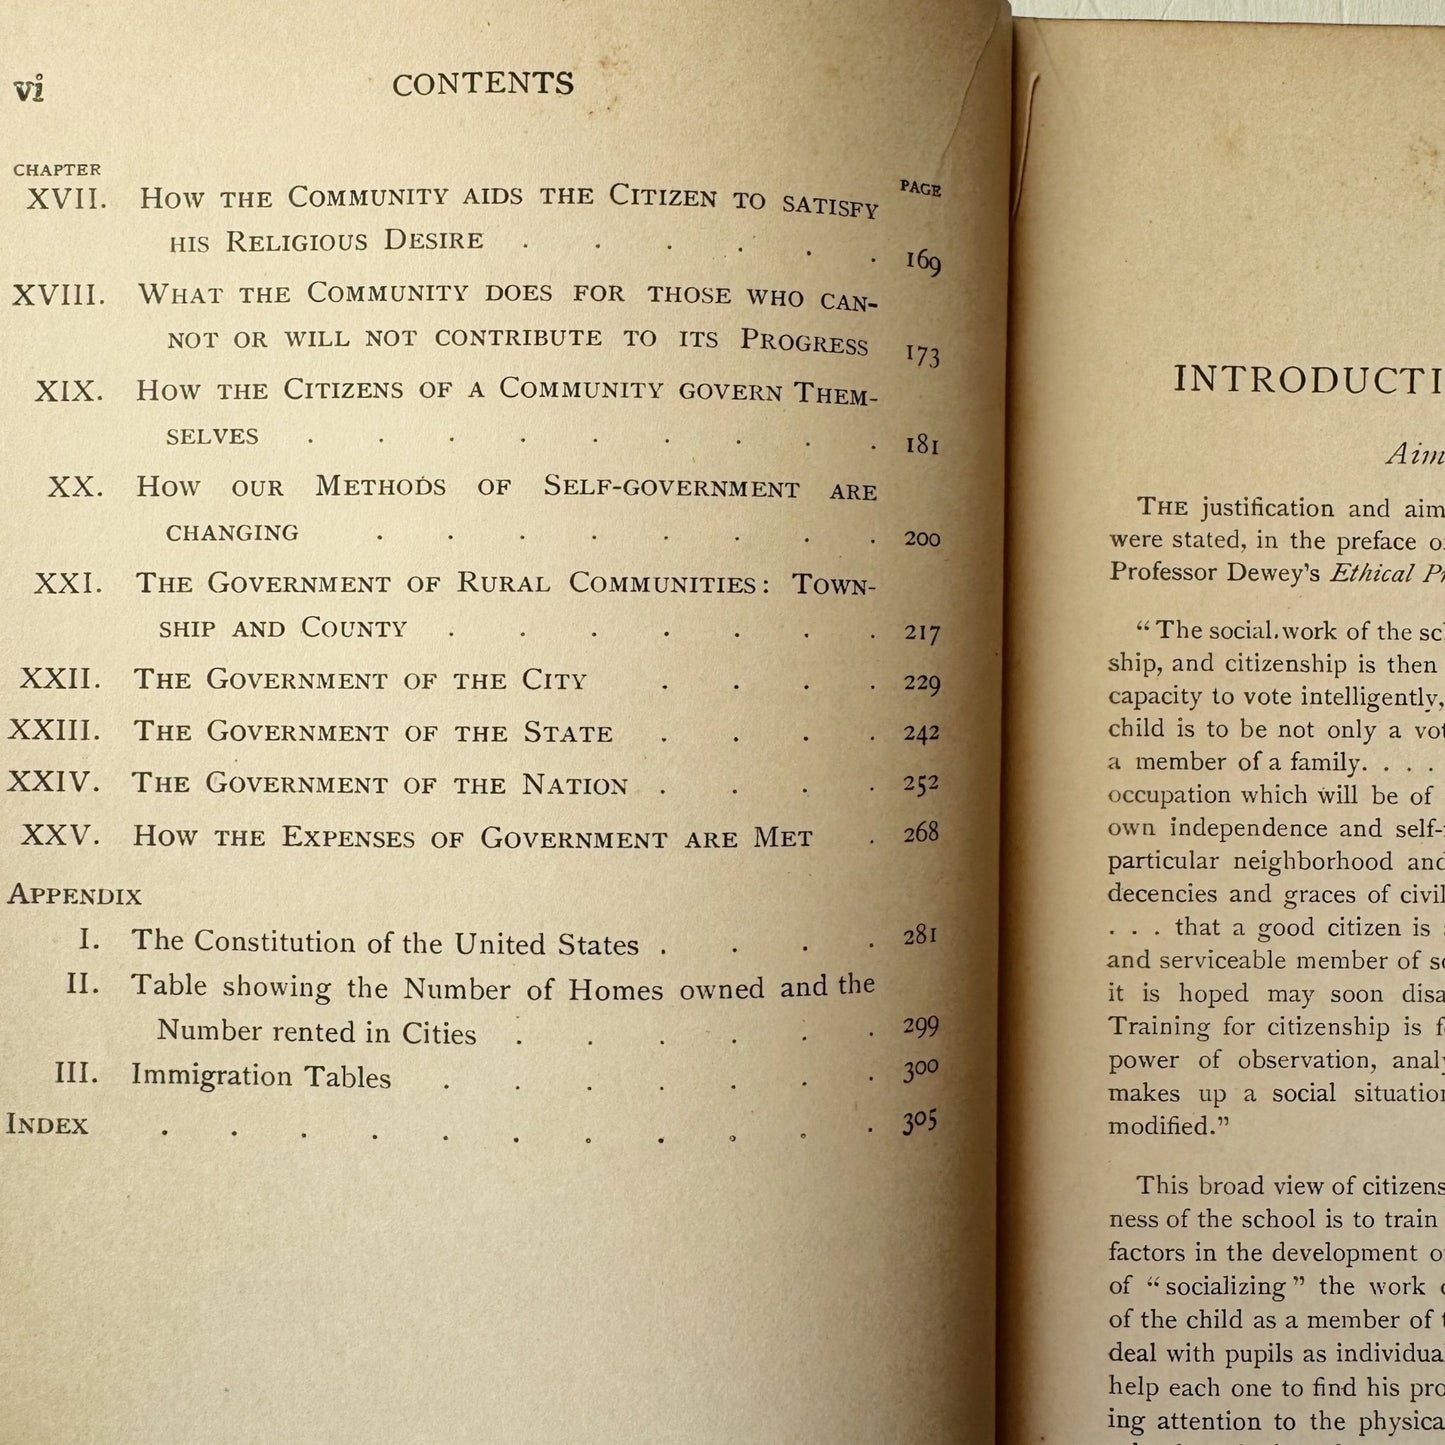 vi
CONTENTS
CHAPTER
PAGE
XVII. How the Community aids the Citizen to satisfy
his Religious Desire . . . . . . 169
XVIII. What the Community does for those who can-
not or will not contribute to its Progress 173
XIX. How the Citizens of a Community govern Them-
selves . . . . . . . . . 181
XX. How our Methods of Self-government are
changing . . . . . . . . 200
XXI. The Government of Rural Communities: Town-
ship and County . . . . . . . 217
XXII. The Government of the City . . . . 229
XXIII. The Government of the State . . . . 242
XXIV. The Government of the Nation . . . . 252
XXV. How the Expenses of Government are Met . 268
Appendix
I. The Constitution of the United States . . . . 281
II. Table showing the Number of Homes owned and the
Number rented in Cities . . . . . . 299
III. Immigration Tables . . . . . . . 300
Index . . . . . . . . . . . 305
INTRODUCTI
Aim
The justification and aim
were stated, in the preface
Professor Dewey's Ethical
"The social work of the
ship, and citizenship is then
capacity to vote intelligently,
child is to be not only a
a member of a family. . . .
occupation which will be of
own independence and self-
particular neighborhood and
decencies and graces of civil
. . . that a good citizen is
and serviceable member of
it is hoped may soon
Training for citizenship is
power of observation,
makes up a social situation
modified."
This broad view of citizens
ness of the school is to train
factors in the development
of "socializing" the work
of the child as a member of
deal with pupils as individua
help each one to find his
ing attention to the physica